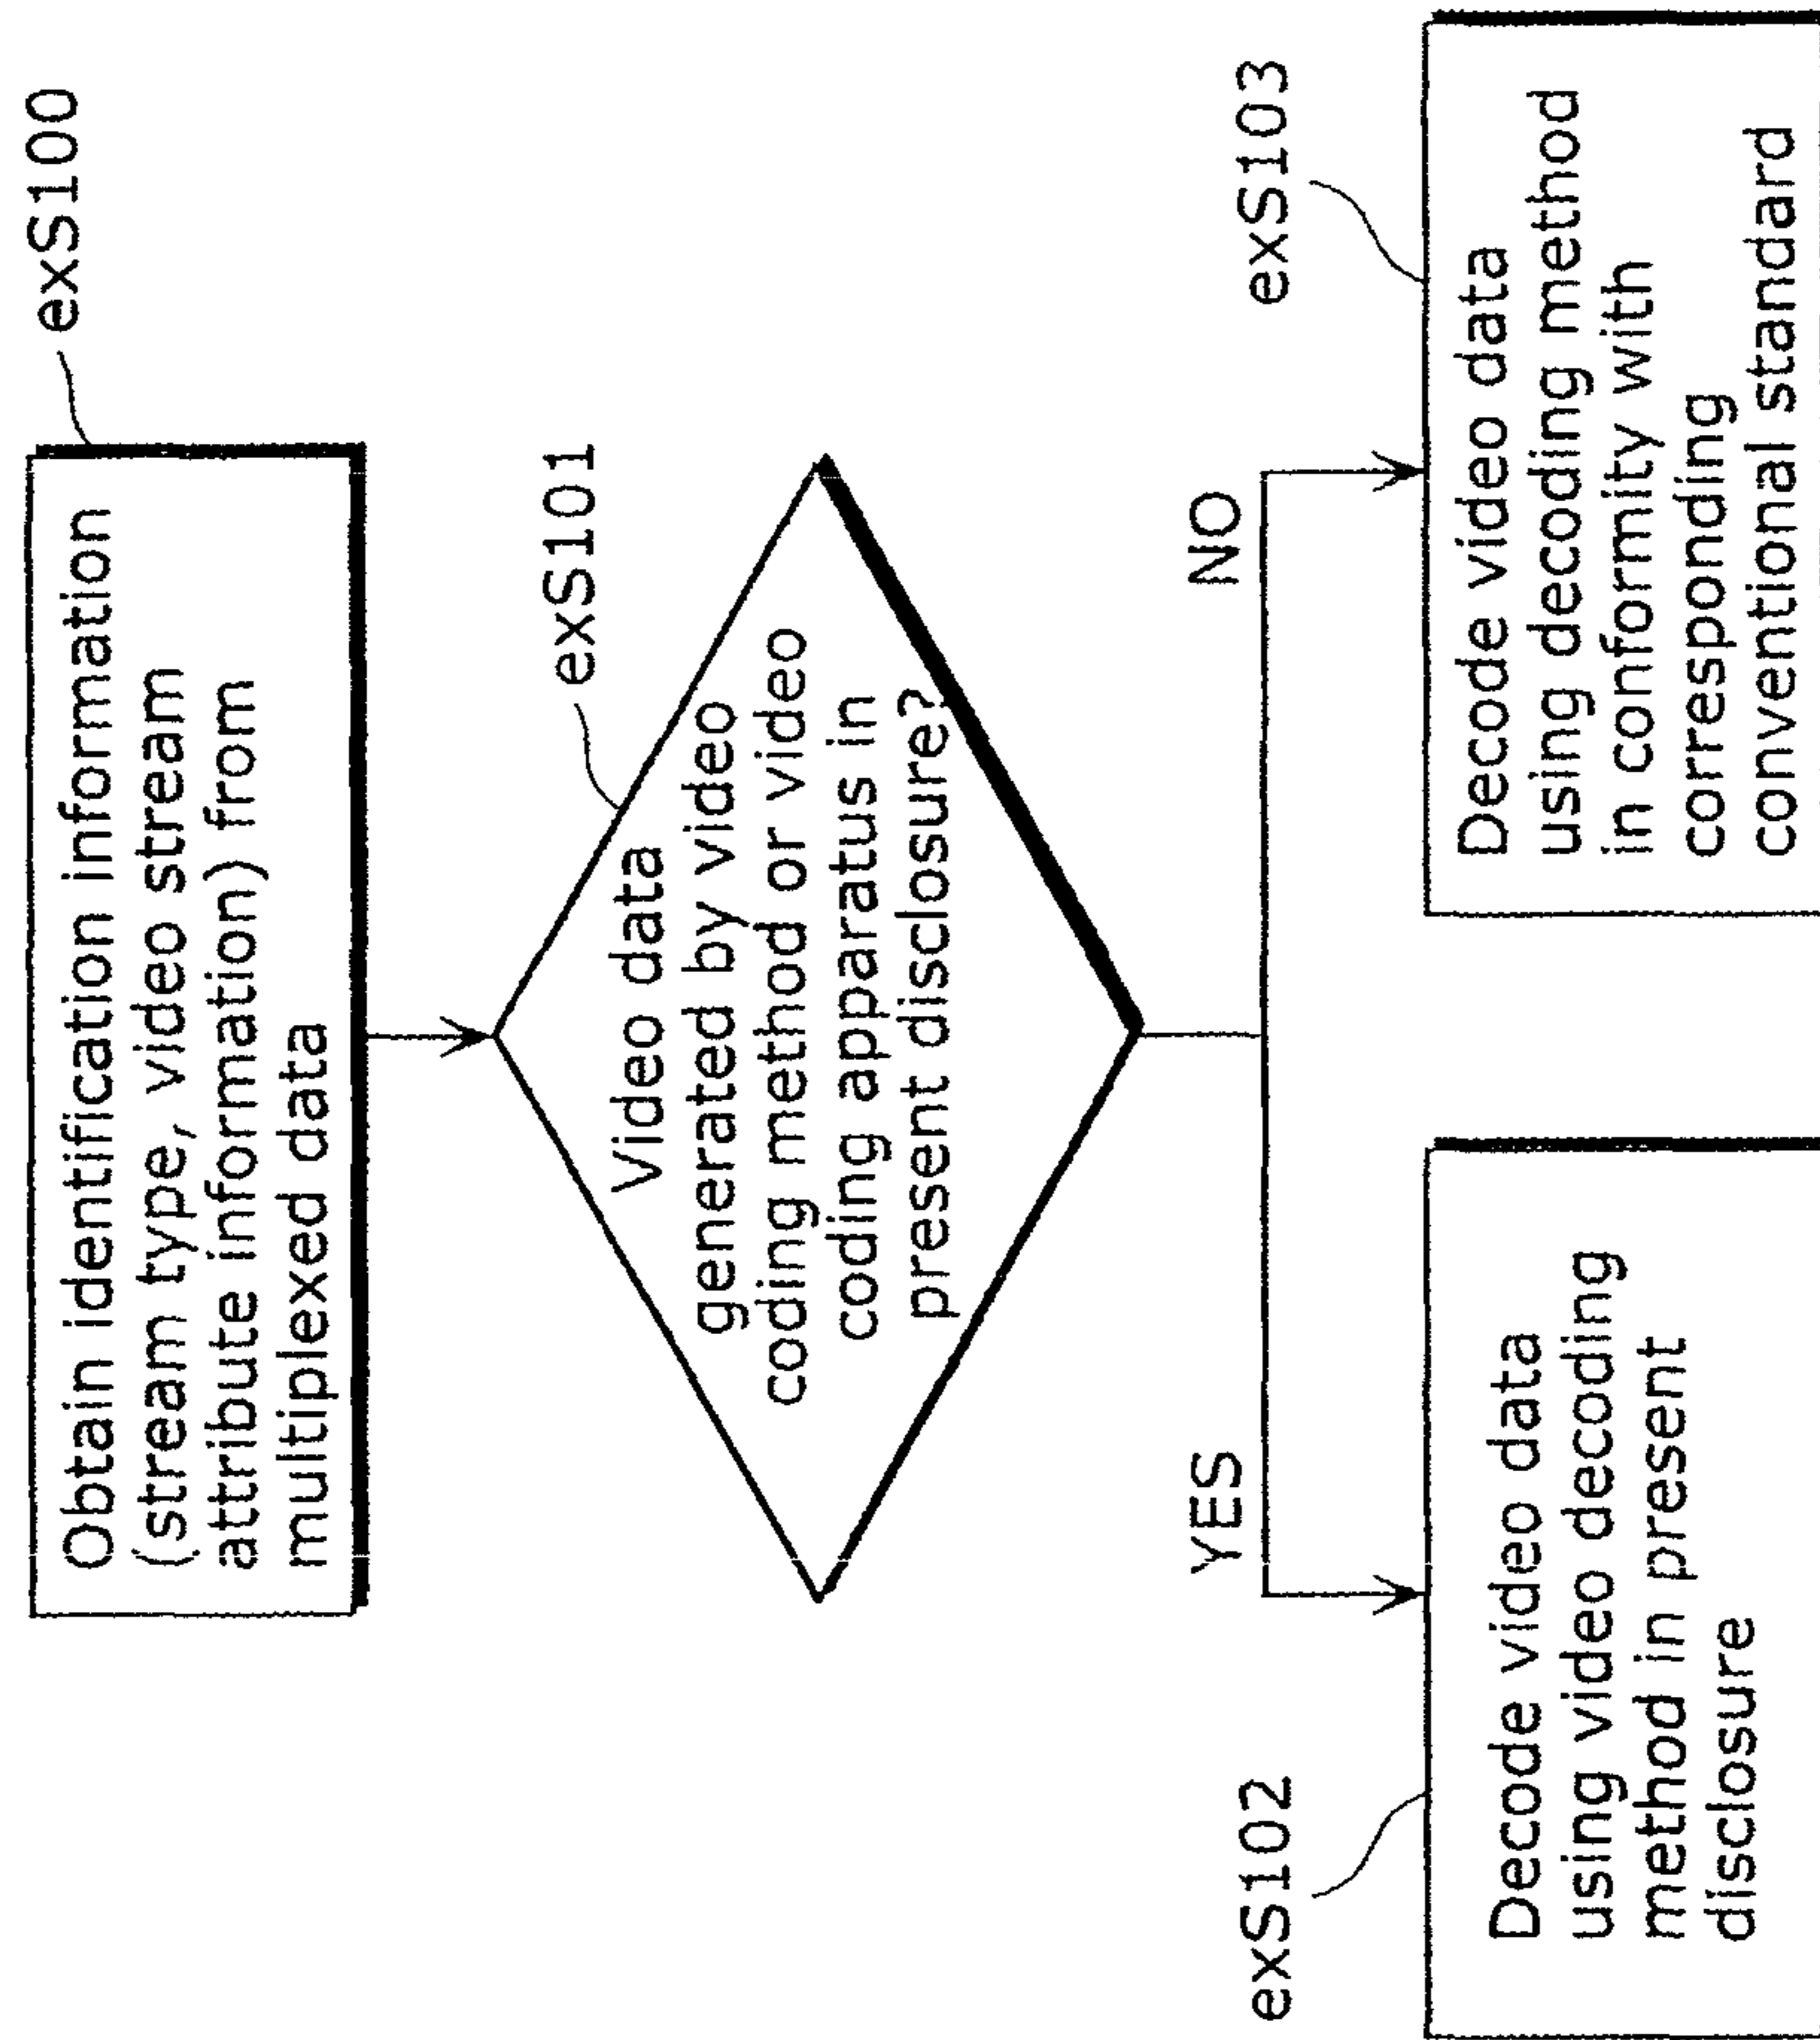 exS100
Obtain identification information
(stream type, video stream
attribute information) from
multiplexed data
exS101
Video data
generated by video
coding method or video
coding apparatus in
present disclosure?
YES
NO
exS102
Decode video data
using video decoding
method in present
disclosure
exS103
Decode video data
using decoding method
in conformity with
corresponding
conventional standard